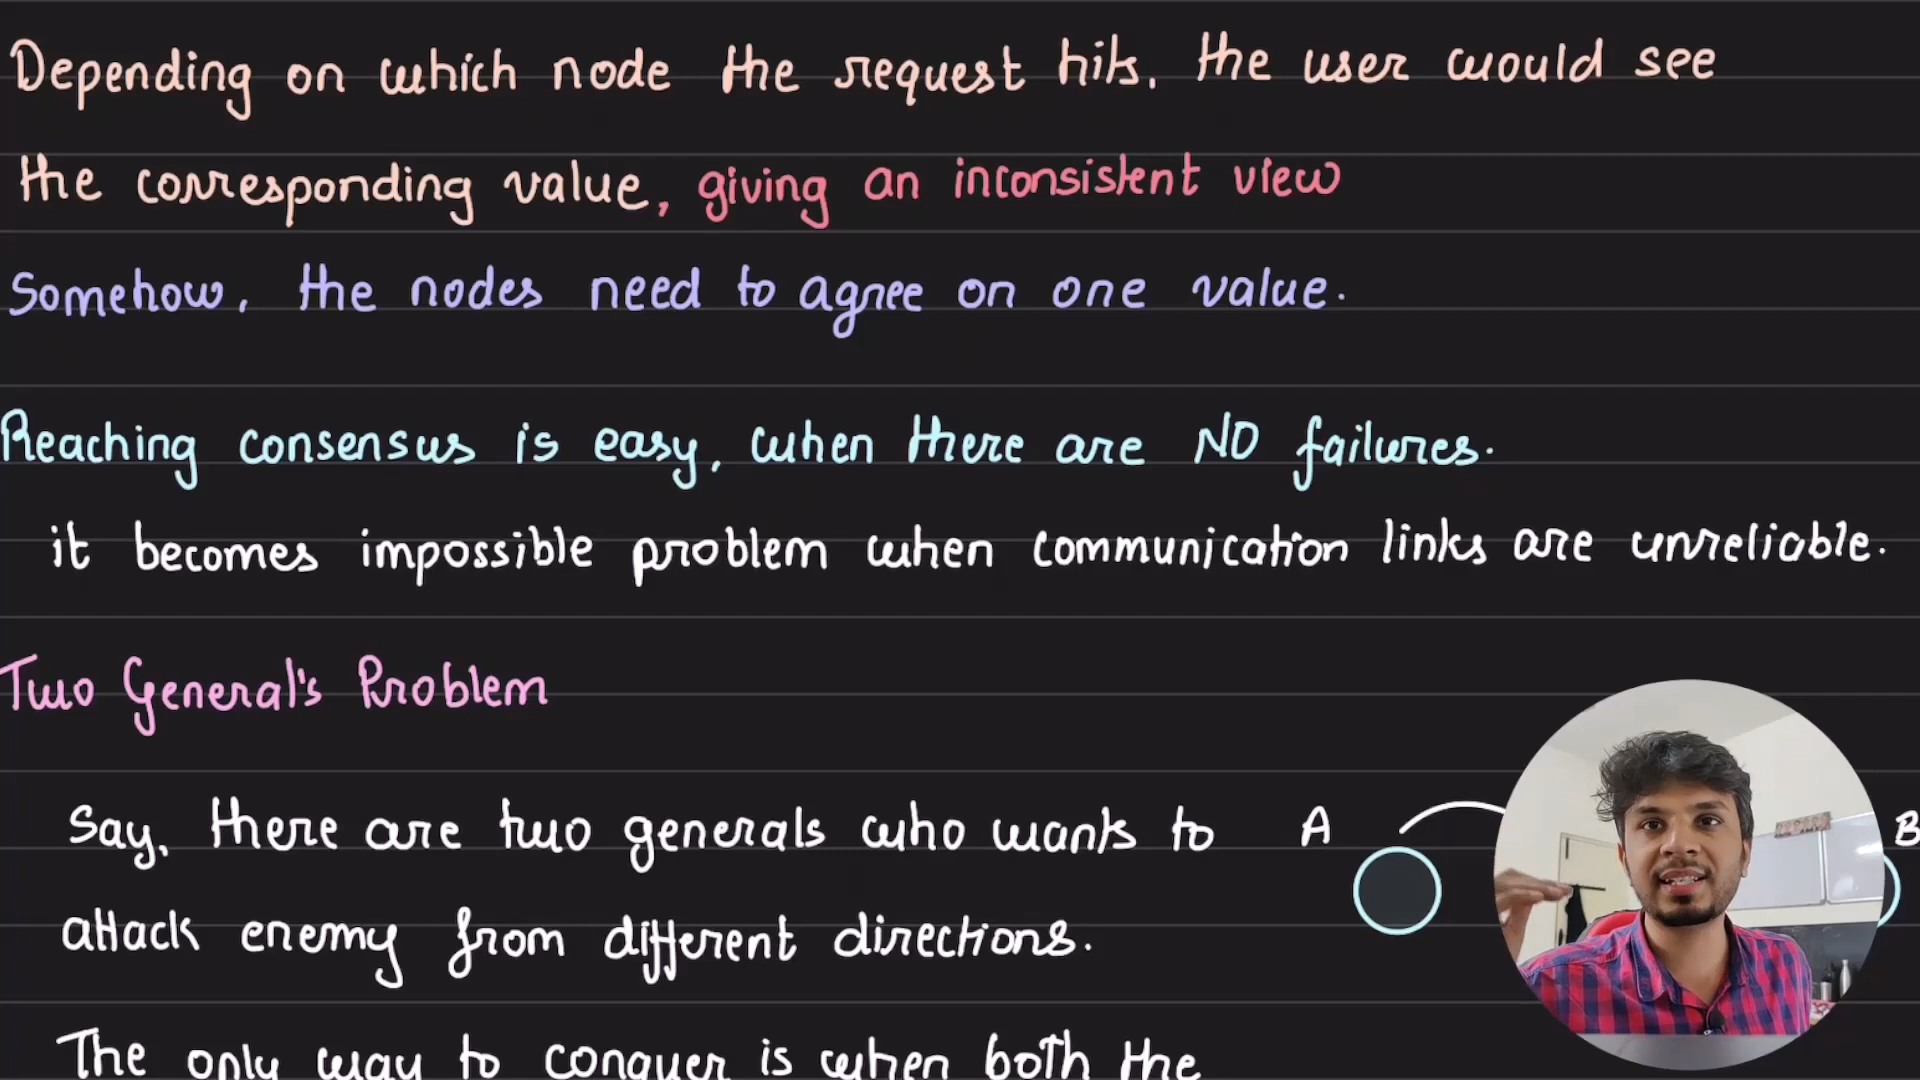 Depending on which node the request hits, the user would see
the corresponding value, giving an inconsistent view
Somehow, the nodes need to agree on one value.
Reaching consensus is easy, when there are NO failures.
it becomes impossible problem when communication links are unreliable.
Two General's Problem
Say, there are two generals who wants to
A
B
attack enemy from different directions.
The only way to conquer is when both the